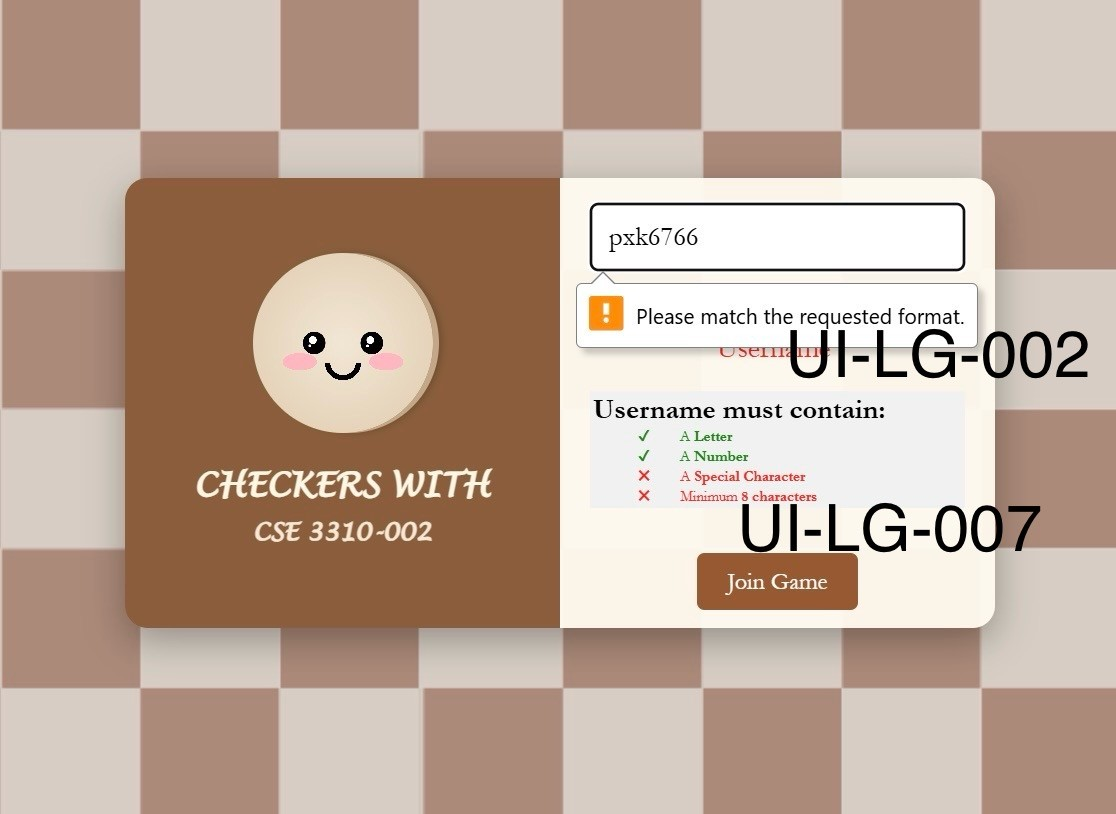 CHECKERS WITH
CSE 3310-002
pxk6766
Please match the requested format.
Username
UI-LG-002
Username must contain:
✓ A Letter
✓ A Number
✕ A Special Character
✕ Minimum 8 characters
UI-LG-007
Join Game